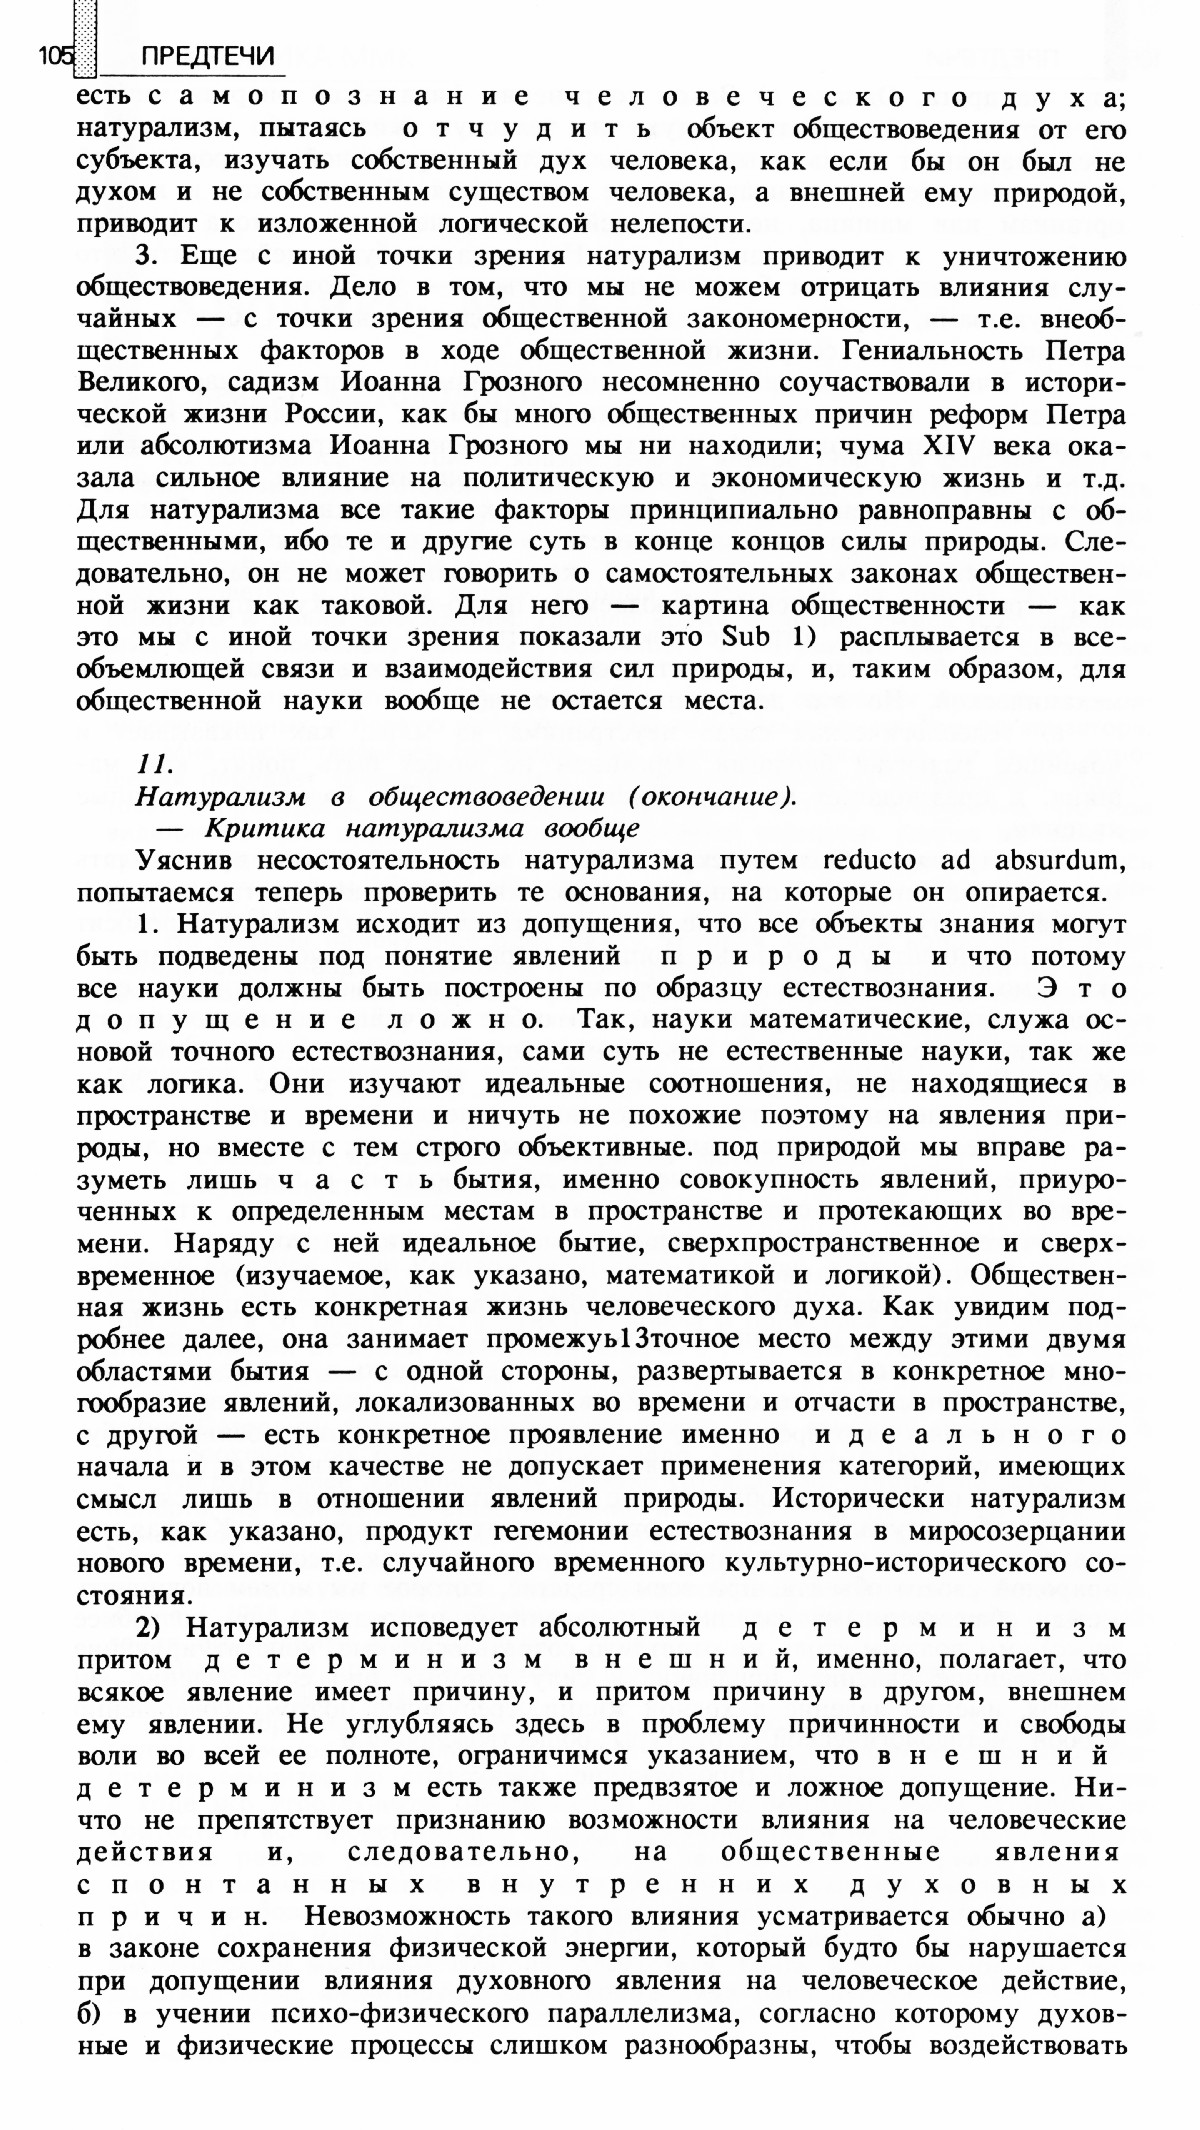 105 ПРЕДТЕЧИ
есть с а м о п о з н а н и е  ч е л о в е ч е с к о г о  д у х а;
натурализм, пытаясь  о т ч у д и т ь  объект обществоведения от его
субъекта, изучать собственный дух человека, как если бы он был не
духом и не собственным существом человека, а внешней ему природой,
приводит к изложенной логической нелепости.
3. Еще с иной точки зрения натурализм приводит к уничтожению
обществоведения. Дело в том, что мы не можем отрицать влияния слу-
чайных — с точки зрения общественной закономерности, — т.е. внеоб-
щественных факторов в ходе общественной жизни. Гениальность Петра
Великого, садизм Иоанна Грозного несомненно соучаствовали в истори-
ческой жизни России, как бы много общественных причин реформ Петра
или абсолютизма Иоанна Грозного мы ни находили; чума XIV века ока-
зала сильное влияние на политическую и экономическую жизнь и т.д.
Для натурализма все такие факторы принципиально равноправны с об-
щественными, ибо те и другие суть в конце концов силы природы. Сле-
довательно, он не может говорить о самостоятельных законах обществен-
ной жизни как таковой. Для него — картина общественности — как
это мы с иной точки зрения показали это Sub 1) расплывается в все-
объемлющей связи и взаимодействия сил природы, и, таким образом, для
общественной науки вообще не остается места.
11.
Натурализм в обществоведении (окончание).
— Критика натурализма вообще
Уяснив несостоятельность натурализма путем reducto ad absurdum,
попытаемся теперь проверить те основания, на которые он опирается.
1. Натурализм исходит из допущения, что все объекты знания могут
быть подведены под понятие явлений  п р и р о д ы  и что потому
все науки должны быть построены по образцу естествознания.  Э т о
д о п у щ е н и е  л о ж н о.  Так, науки математические, служа ос-
новой точного естествознания, сами суть не естественные науки, так же
как логика. Они изучают идеальные соотношения, не находящиеся в
пространстве и времени и ничуть не похожие поэтому на явления при-
роды, но вместе с тем строго объективные. под природой мы вправе ра-
зуметь лишь ч а с т ь бытия, именно совокупность явлений, приуро-
ченных к определенным местам в пространстве и протекающих во вре-
мени. Наряду с ней идеальное бытие, сверхпространственное и сверх-
временное (изучаемое, как указано, математикой и логикой). Обществен-
ная жизнь есть конкретная жизнь человеческого духа. Как увидим под-
робнее далее, она занимает промежуь13точное место между этими двумя
областями бытия — с одной стороны, развертывается в конкретное мно-
гообразие явлений, локализованных во времени и отчасти в пространстве,
с другой — есть конкретное проявление именно  и д е а л ь н о г о
начала и в этом качестве не допускает применения категорий, имеющих
смысл лишь в отношении явлений природы. Исторически натурализм
есть, как указано, продукт гегемонии естествознания в миросозерцании
нового времени, т.е. случайного временного культурно-исторического со-
стояния.
2) Натурализм исповедует абсолютный  д е т е р м и н и з м
притом  д е т е р м и н и з м  в н е ш н и й, именно, полагает, что
всякое явление имеет причину, и притом причину в другом, внешнем
ему явлении. Не углубляясь здесь в проблему причинности и свободы
воли во всей ее полноте, ограничимся указанием, что в н е ш н и й
д е т е р м и н и з м есть также предвзятое и ложное допущение. Ни-
что не препятствует признанию возможности влияния на человеческие
действия и, следовательно, на общественные явления
с п о н т а н н ы х  в н у т р е н н и х  д у х о в н ы х
п р и ч и н.  Невозможность такого влияния усматривается обычно а)
в законе сохранения физической энергии, который будто бы нарушается
при допущении влияния духовного явления на человеческое действие,
б) в учении психо-физического параллелизма, согласно которому духов-
ные и физические процессы слишком разнообразны, чтобы воздействовать